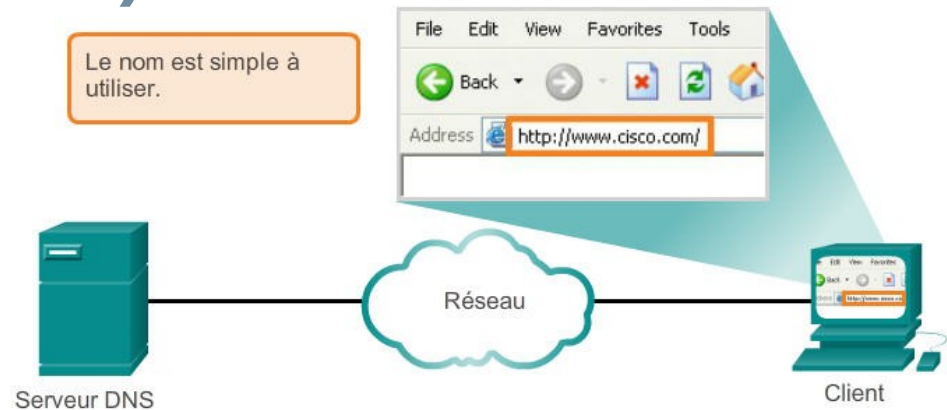 Le nom est simple à
utiliser.
File Edit View Favorites Tools
Back
Address http://www.cisco.com/
Réseau
Serveur DNS
Client